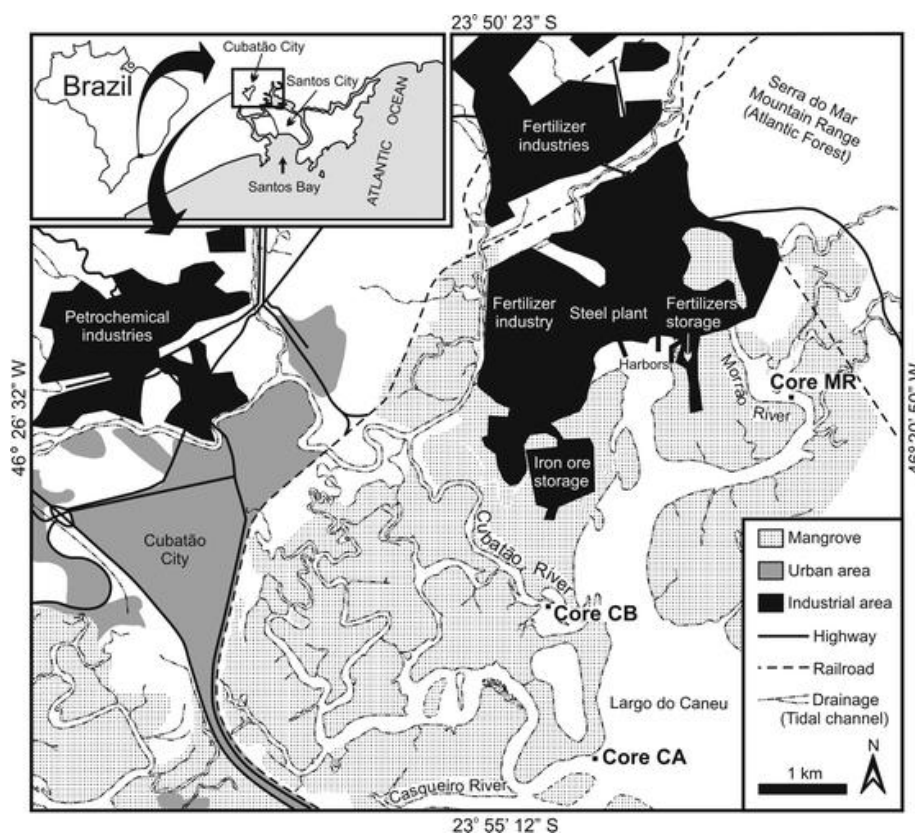 23° 50' 23" S
Cubatão City
Brazil
Santos City
ATLANTIC OCEAN
Santos Bay
Serra do Mar
Mountain Range
(Atlantic Forest)
Fertilizer
industries
Petrochemical
industries
Fertilizer
industry
Steel plant
Fertilizers
storage
Harbors
Morrão
River
Core MR
46° 26' 32" W
46° 20' 50" W
Iron ore
storage
Cubatão
City
Cubatão River
Core CB
Largo do Caneu
Core CA
Casqueiro River
Mangrove
Urban area
Industrial area
Highway
Railroad
Drainage
(Tidal channel)
N
1 km
23° 55' 12" S